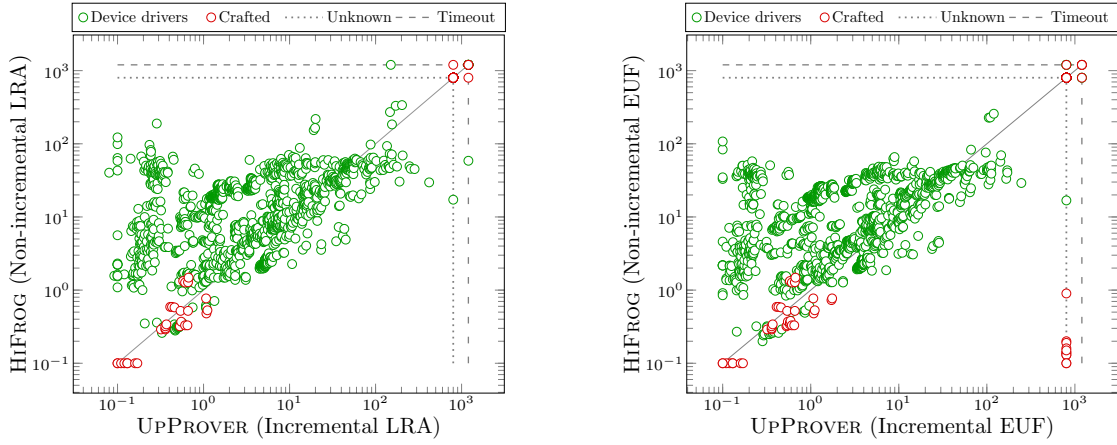 Device drivers Crafted Unknown Timeout
HiFrog (Non-incremental LRA)
10^3
10^2
10^1
10^0
10^−1
10^−1 10^0 10^1 10^2 10^3
UpProver (Incremental LRA)
Device drivers Crafted Unknown Timeout
HiFrog (Non-incremental EUF)
10^3
10^2
10^1
10^0
10^−1
10^−1 10^0 10^1 10^2 10^3
UpProver (Incremental EUF)